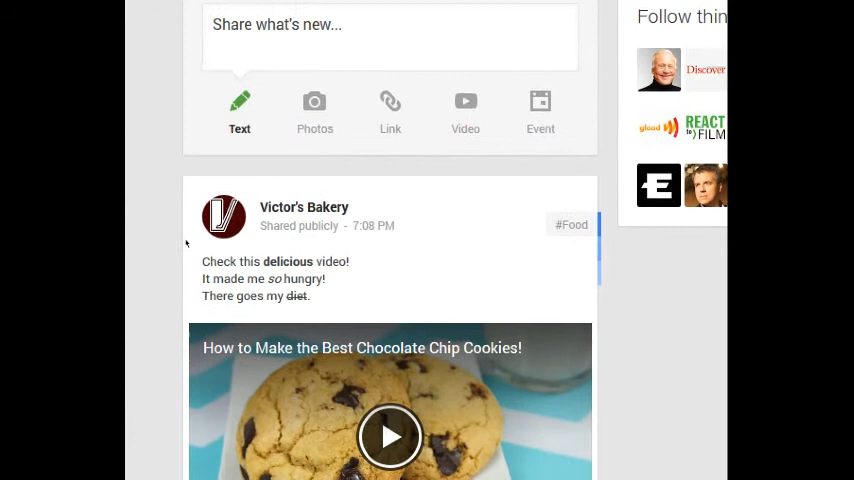 Share what's new...
Follow thin
Discover
Text
Photos
Link
Video
Event
glaad
REACT
to FILM
E
Victor's Bakery
Shared publicly - 7:08 PM
#Food
Check this delicious video!
It made me so hungry!
There goes my diet.
How to Make the Best Chocolate Chip Cookies!